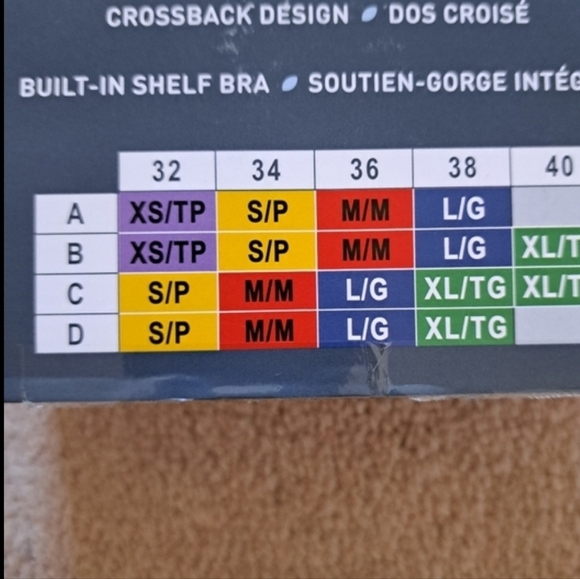 CROSSBACK DESIGN • DOS CROISÉ
BUILT-IN SHELF BRA • SOUTIEN-GORGE INTÉG
32 34 36 38 40
A XS/TP S/P M/M L/G
B XS/TP S/P M/M L/G XL/T
C S/P M/M L/G XL/TG XL/T
D S/P M/M L/G XL/TG